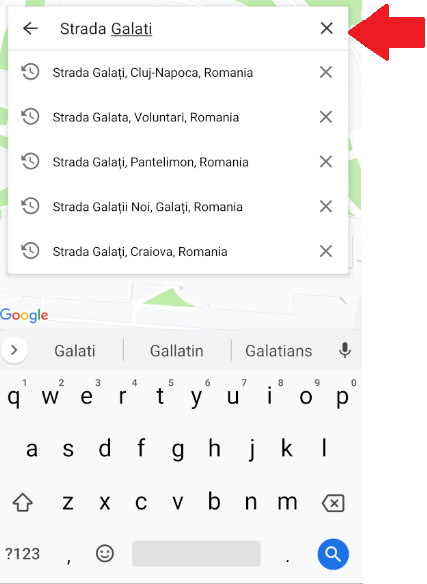 Strada Galati
Strada Galați, Cluj-Napoca, Romania
Strada Galata, Voluntari, Romania
Strada Galați, Pantelimon, Romania
Strada Galații Noi, Galați, Romania
Strada Galați, Craiova, Romania
Google
Galati Gallatin Galatians
1 2 3 4 5 6 7 8 9 0
q w e r t y u i o p
a s d f g h j k l
z x c v b n m
?123 , .